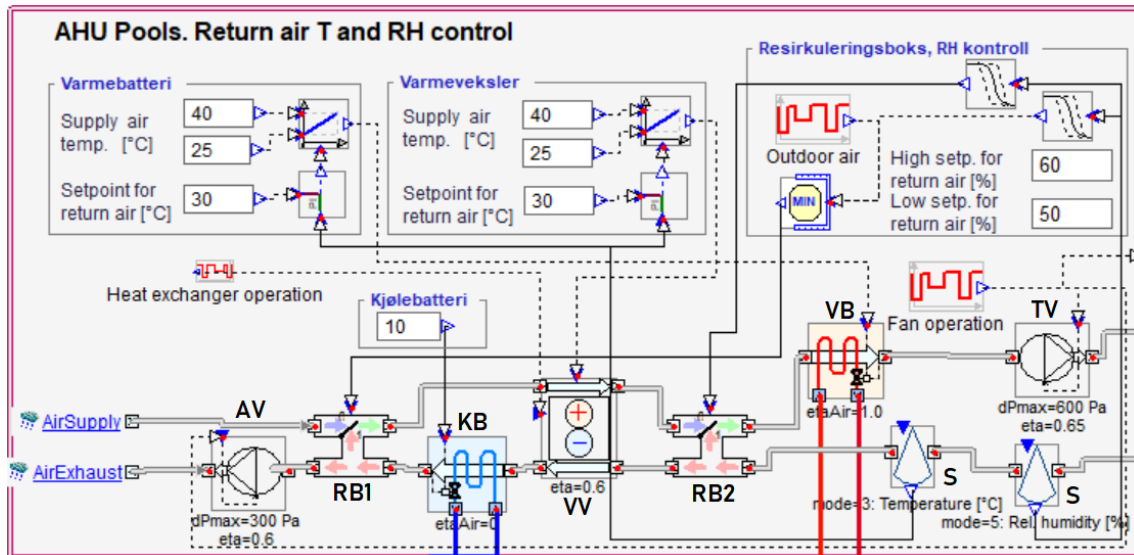 AHU Pools. Return air T and RH control
Varmebatteri
Supply air
temp. [°C]
40
25
Setpoint for
return air [°C]
30
PI
Varmeveksler
Supply air
temp. [°C]
40
25
Setpoint for
return air [°C]
30
PI
Resirkuleringsboks, RH kontroll
Outdoor air
MIN
High setp. for
return air [%]
60
Low setp. for
return air [%]
50
Heat exchanger operation
Kjølebatteri
10
Fan operation
VB
etaAir=1.0
TV
dPmax=600 Pa
eta=0.65
AirSupply
AirExhaust
AV
dPmax=300 Pa
eta=0.6
RB1
KB
etaAir=0
eta=0.6
VV
RB2
S
mode=3: Temperature [°C]
S
mode=5: Rel. humidity [%]